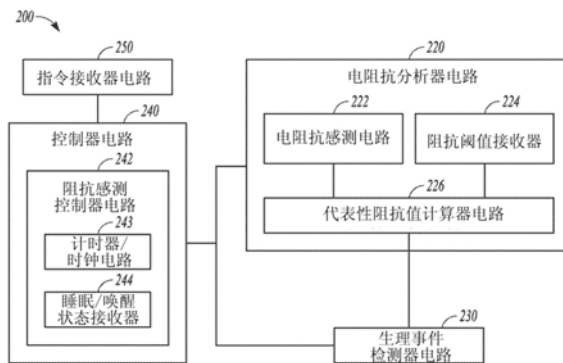 200
250
指令接收器电路
240
控制器电路
242
阻抗感测
控制器电路
243
计时器/
时钟电路
244
睡眠/唤醒
状态接收器
220
电阻抗分析器电路
222
电阻抗感测电路
224
阻抗阈值接收器
226
代表性阻抗值计算器电路
230
生理事件
检测器电路